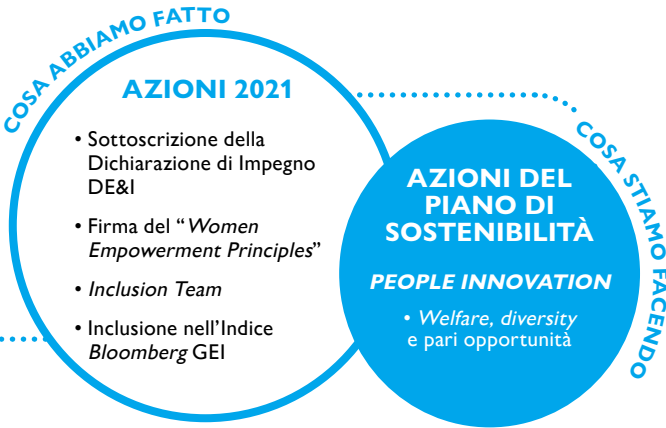 COSA ABBIAMO FATTO
AZIONI 2021
• Sottoscrizione della
Dichiarazione di Impegno
DE&I
• Firma del “Women
Empowerment Principles”
• Inclusion Team
• Inclusione nell’Indice
Bloomberg GEI
COSA STIAMO FACENDO
AZIONI DEL
PIANO DI
SOSTENIBILITÀ
PEOPLE INNOVATION
• Welfare, diversity
e pari opportunità